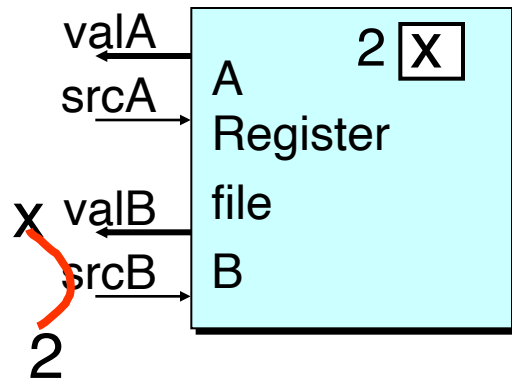 valA
2 x
srcA
A
Register
x valB
file
srcB
B
2